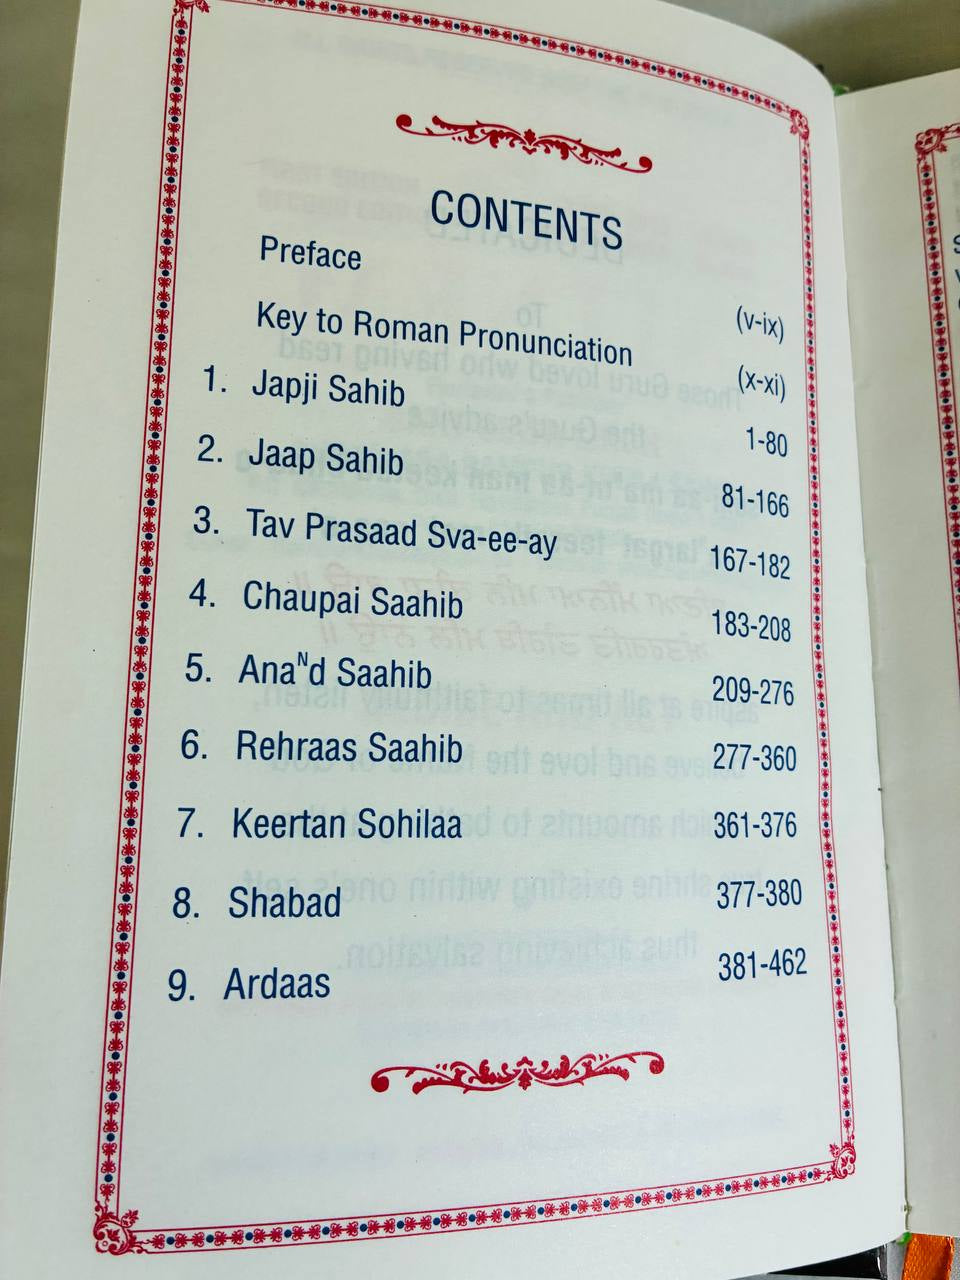 CONTENTS
Preface (v-ix)
Key to Roman Pronunciation (x-xi)
1. Japji Sahib 1-80
2. Jaap Sahib 81-166
3. Tav Prasaad Sva-ee-ay 167-182
4. Chaupai Saahib 183-208
5. Anaᴺd Saahib 209-276
6. Rehraas Saahib 277-360
7. Keertan Sohilaa 361-376
8. Shabad 377-380
9. Ardaas 381-462